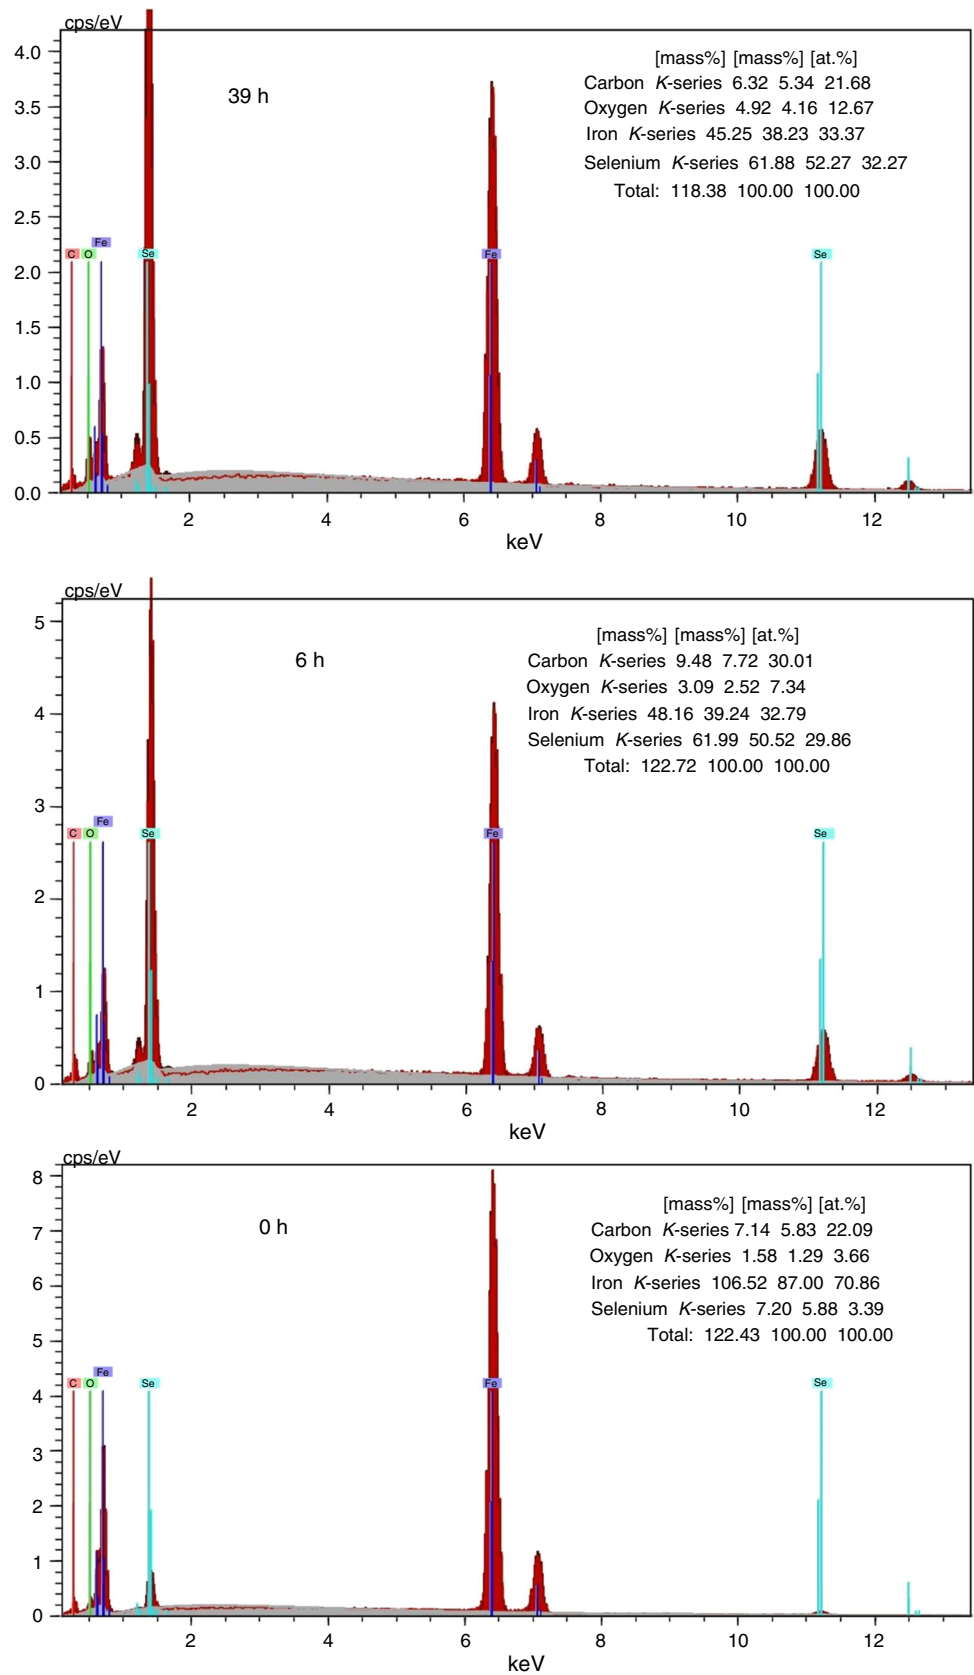 cps/eV
4.0
3.5
3.0
2.5
2.0
1.5
1.0
0.5
0.0
39 h
[mass%] [mass%] [at.%]
Carbon K-series 6.32 5.34 21.68
Oxygen K-series 4.92 4.16 12.67
Iron K-series 45.25 38.23 33.37
Selenium K-series 61.88 52.27 32.27
Total: 118.38 100.00 100.00
C O Fe Se Fe Se
2 4 6 8 10 12
keV
cps/eV
5
4
3
2
1
0
6 h
[mass%] [mass%] [at.%]
Carbon K-series 9.48 7.72 30.01
Oxygen K-series 3.09 2.52 7.34
Iron K-series 48.16 39.24 32.79
Selenium K-series 61.99 50.52 29.86
Total: 122.72 100.00 100.00
C O Fe Se Fe Se
2 4 6 8 10 12
keV
cps/eV
8
7
6
5
4
3
2
1
0
0 h
[mass%] [mass%] [at.%]
Carbon K-series 7.14 5.83 22.09
Oxygen K-series 1.58 1.29 3.66
Iron K-series 106.52 87.00 70.86
Selenium K-series 7.20 5.88 3.39
Total: 122.43 100.00 100.00
C O Fe Se Fe Se
2 4 6 8 10 12
keV